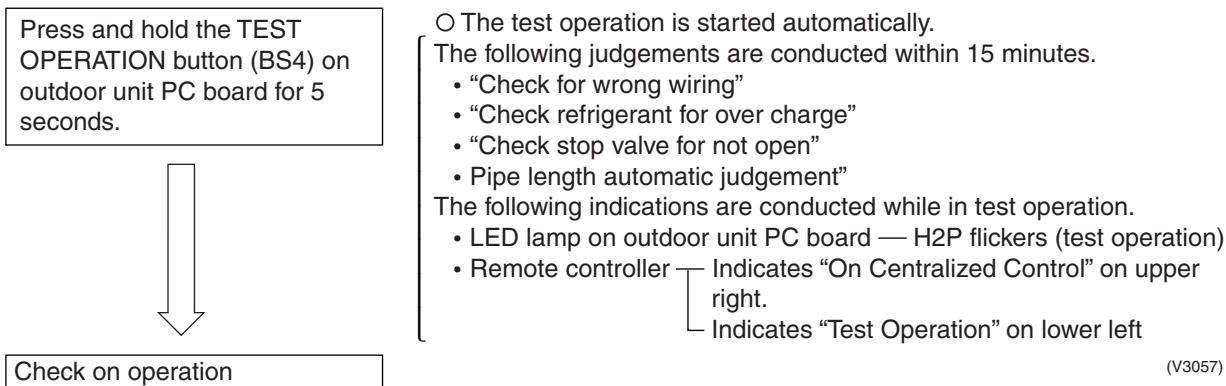 Press and hold the TEST
OPERATION button (BS4) on
outdoor unit PC board for 5
seconds.
○ The test operation is started automatically.
The following judgements are conducted within 15 minutes.
• “Check for wrong wiring”
• “Check refrigerant for over charge”
• “Check stop valve for not open”
• Pipe length automatic judgement”
The following indications are conducted while in test operation.
• LED lamp on outdoor unit PC board — H2P flickers (test operation)
• Remote controller — Indicates “On Centralized Control” on upper
right.
Indicates “Test Operation” on lower left
Check on operation
(V3057)